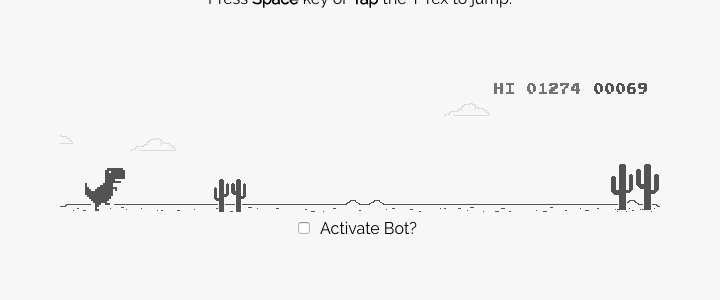 Press Space key or Tap the T-rex to jump.
HI 01274 00069
Activate Bot?